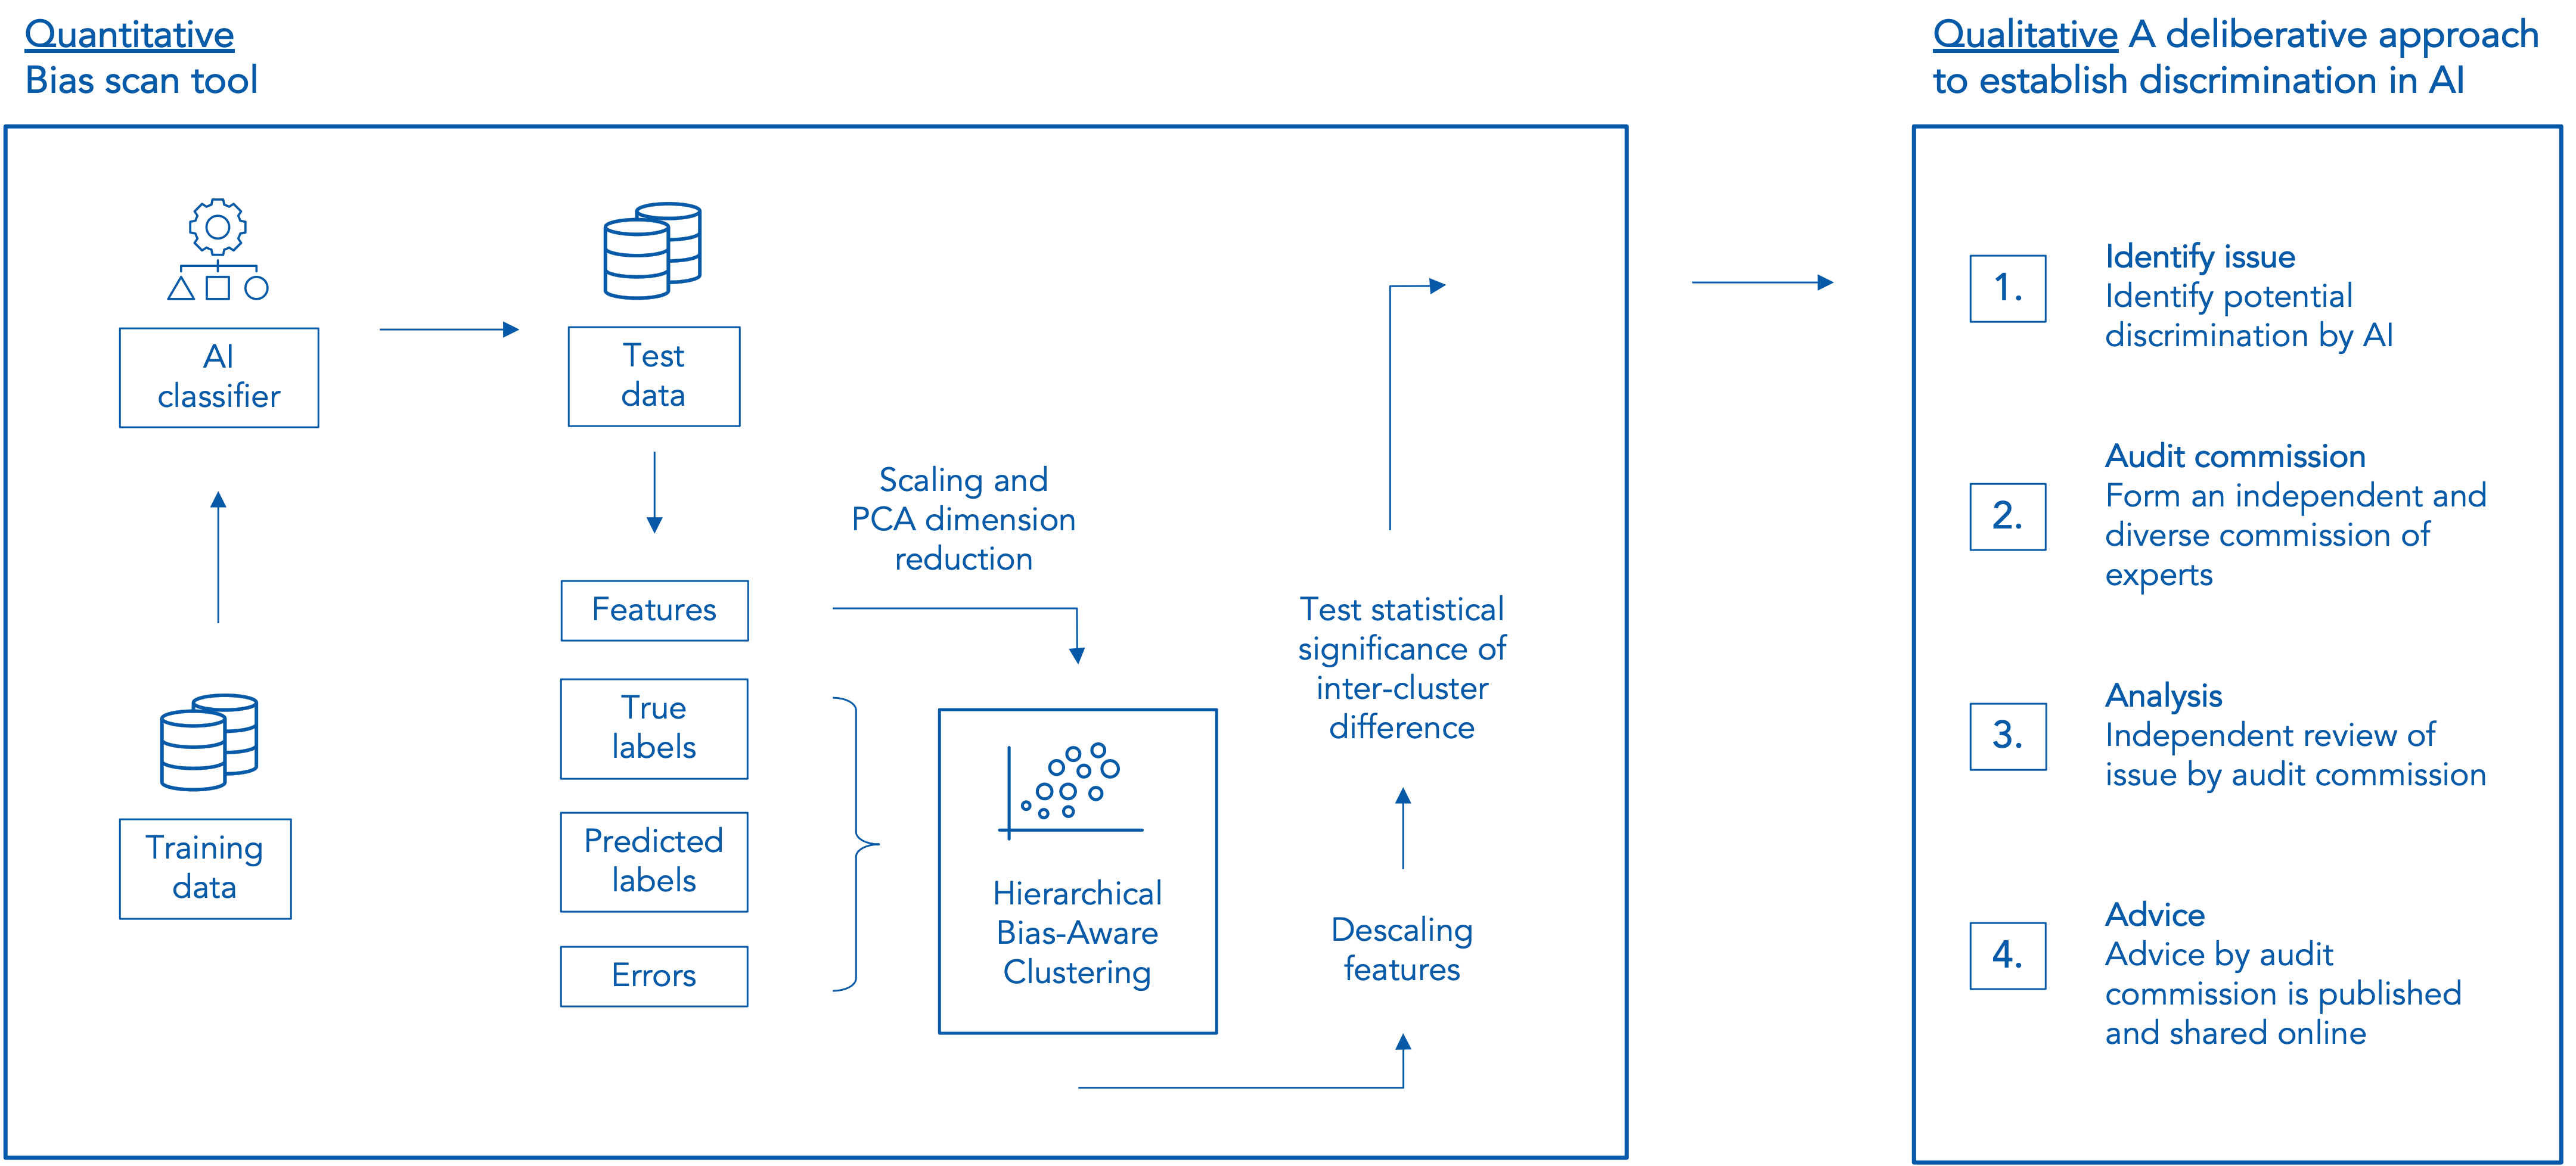 Quantitative
Bias scan tool
AI
classifier
Test
data
Training
data
Features
True
labels
Predicted
labels
Errors
Scaling and
PCA dimension
reduction
Hierarchical
Bias-Aware
Clustering
Descaling
features
Test statistical
significance of
inter-cluster
difference
Qualitative A deliberative approach
to establish discrimination in AI
1.
Identify issue
Identify potential
discrimination by AI
2.
Audit commission
Form an independent and
diverse commission of
experts
3.
Analysis
Independent review of
issue by audit commission
4.
Advice
Advice by audit
commission is published
and shared online